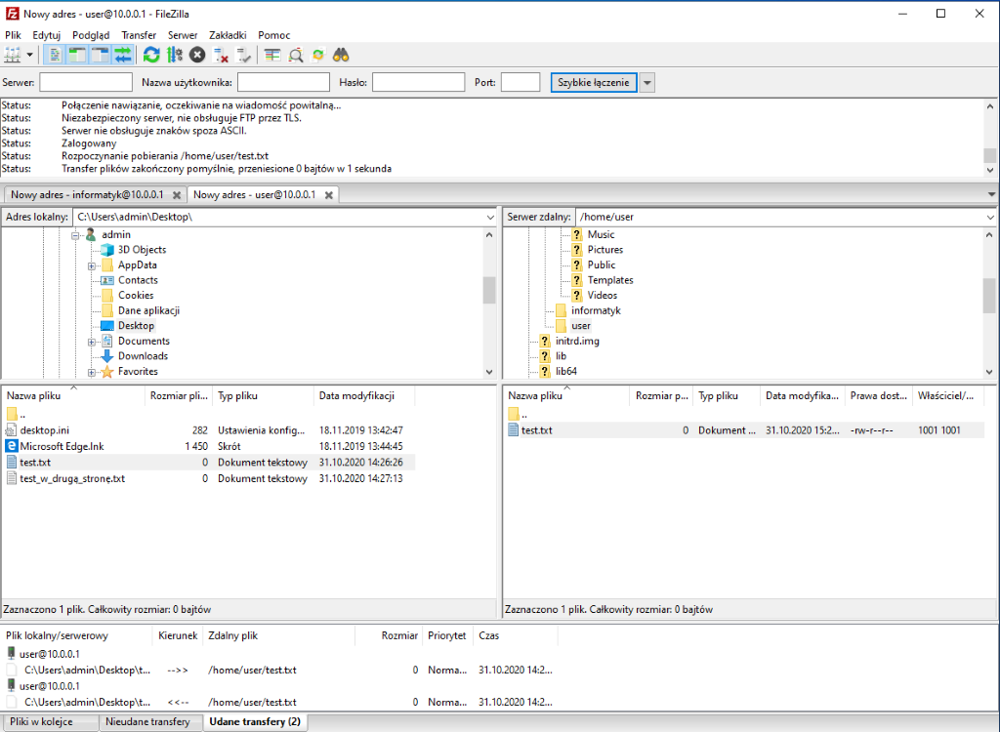 Nowy adres - user@10.0.0.1 - FileZilla
Plik Edytuj Podgląd Transfer Serwer Zakładki Pomoc
Serwer: Nazwa użytkownika: Hasło: Port: Szybkie łączenie
Status: Połączenie nawiązanie, oczekiwanie na wiadomość powitalną...
Status: Niezabezpieczony serwer, nie obsługuje FTP przez TLS.
Status: Serwer nie obsługuje znaków spoza ASCII.
Status: Zalogowany
Status: Rozpoczynanie pobierania /home/user/test.txt
Status: Transfer plików zakończony pomyślnie, przeniesione 0 bajtów w 1 sekunda
Nowy adres - informatyk@10.0.0.1 Nowy adres - user@10.0.0.1
Adres lokalny: C:\Users\admin\Desktop\
admin
3D Objects
AppData
Contacts
Cookies
Dane aplikacji
Desktop
Documents
Downloads
Favorites
Serwer zdalny: /home/user
Music
Pictures
Public
Templates
Videos
informatyk
user
initrd.img
lib
lib64
Nazwa pliku Rozmiar pli... Typ pliku Data modyfikacji
..
desktop.ini 282 Ustawienia konfig... 18.11.2019 13:42:47
Microsoft Edge.lnk 1 450 Skrót 18.11.2019 13:44:45
test.txt 0 Dokument tekstowy 31.10.2020 14:26:26
test_w_drugą_stronę.txt 0 Dokument tekstowy 31.10.2020 14:27:13
Zaznaczono 1 plik. Całkowity rozmiar: 0 bajtów
Nazwa pliku Rozmiar p... Typ pliku Data modyfika... Prawa dost... Właściciel/...
..
test.txt 0 Dokument ... 31.10.2020 15:2... -rw-r--r-- 1001 1001
Zaznaczono 1 plik. Całkowity rozmiar: 0 bajtów
Plik lokalny/serwerowy Kierunek Zdalny plik Rozmiar Priorytet Czas
user@10.0.0.1
C:\Users\admin\Desktop\t... -->> /home/user/test.txt 0 Norma... 31.10.2020 14:2...
user@10.0.0.1
C:\Users\admin\Desktop\t... <<-- /home/user/test.txt 0 Norma... 31.10.2020 14:2...
Pliki w kolejce Nieudane transfery Udane transfery (2)